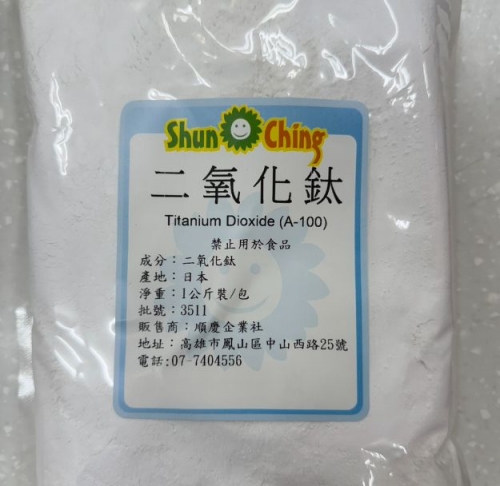 Shun Ching
二氧化鈦
Titanium Dioxide (A-100)
禁止用於食品
成分：二氧化鈦
產地：日本
淨重：1公斤裝/包
批號：3511
販售商：順慶企業社
地址：高雄市鳳山區中山西路25號
電話:07-7404556